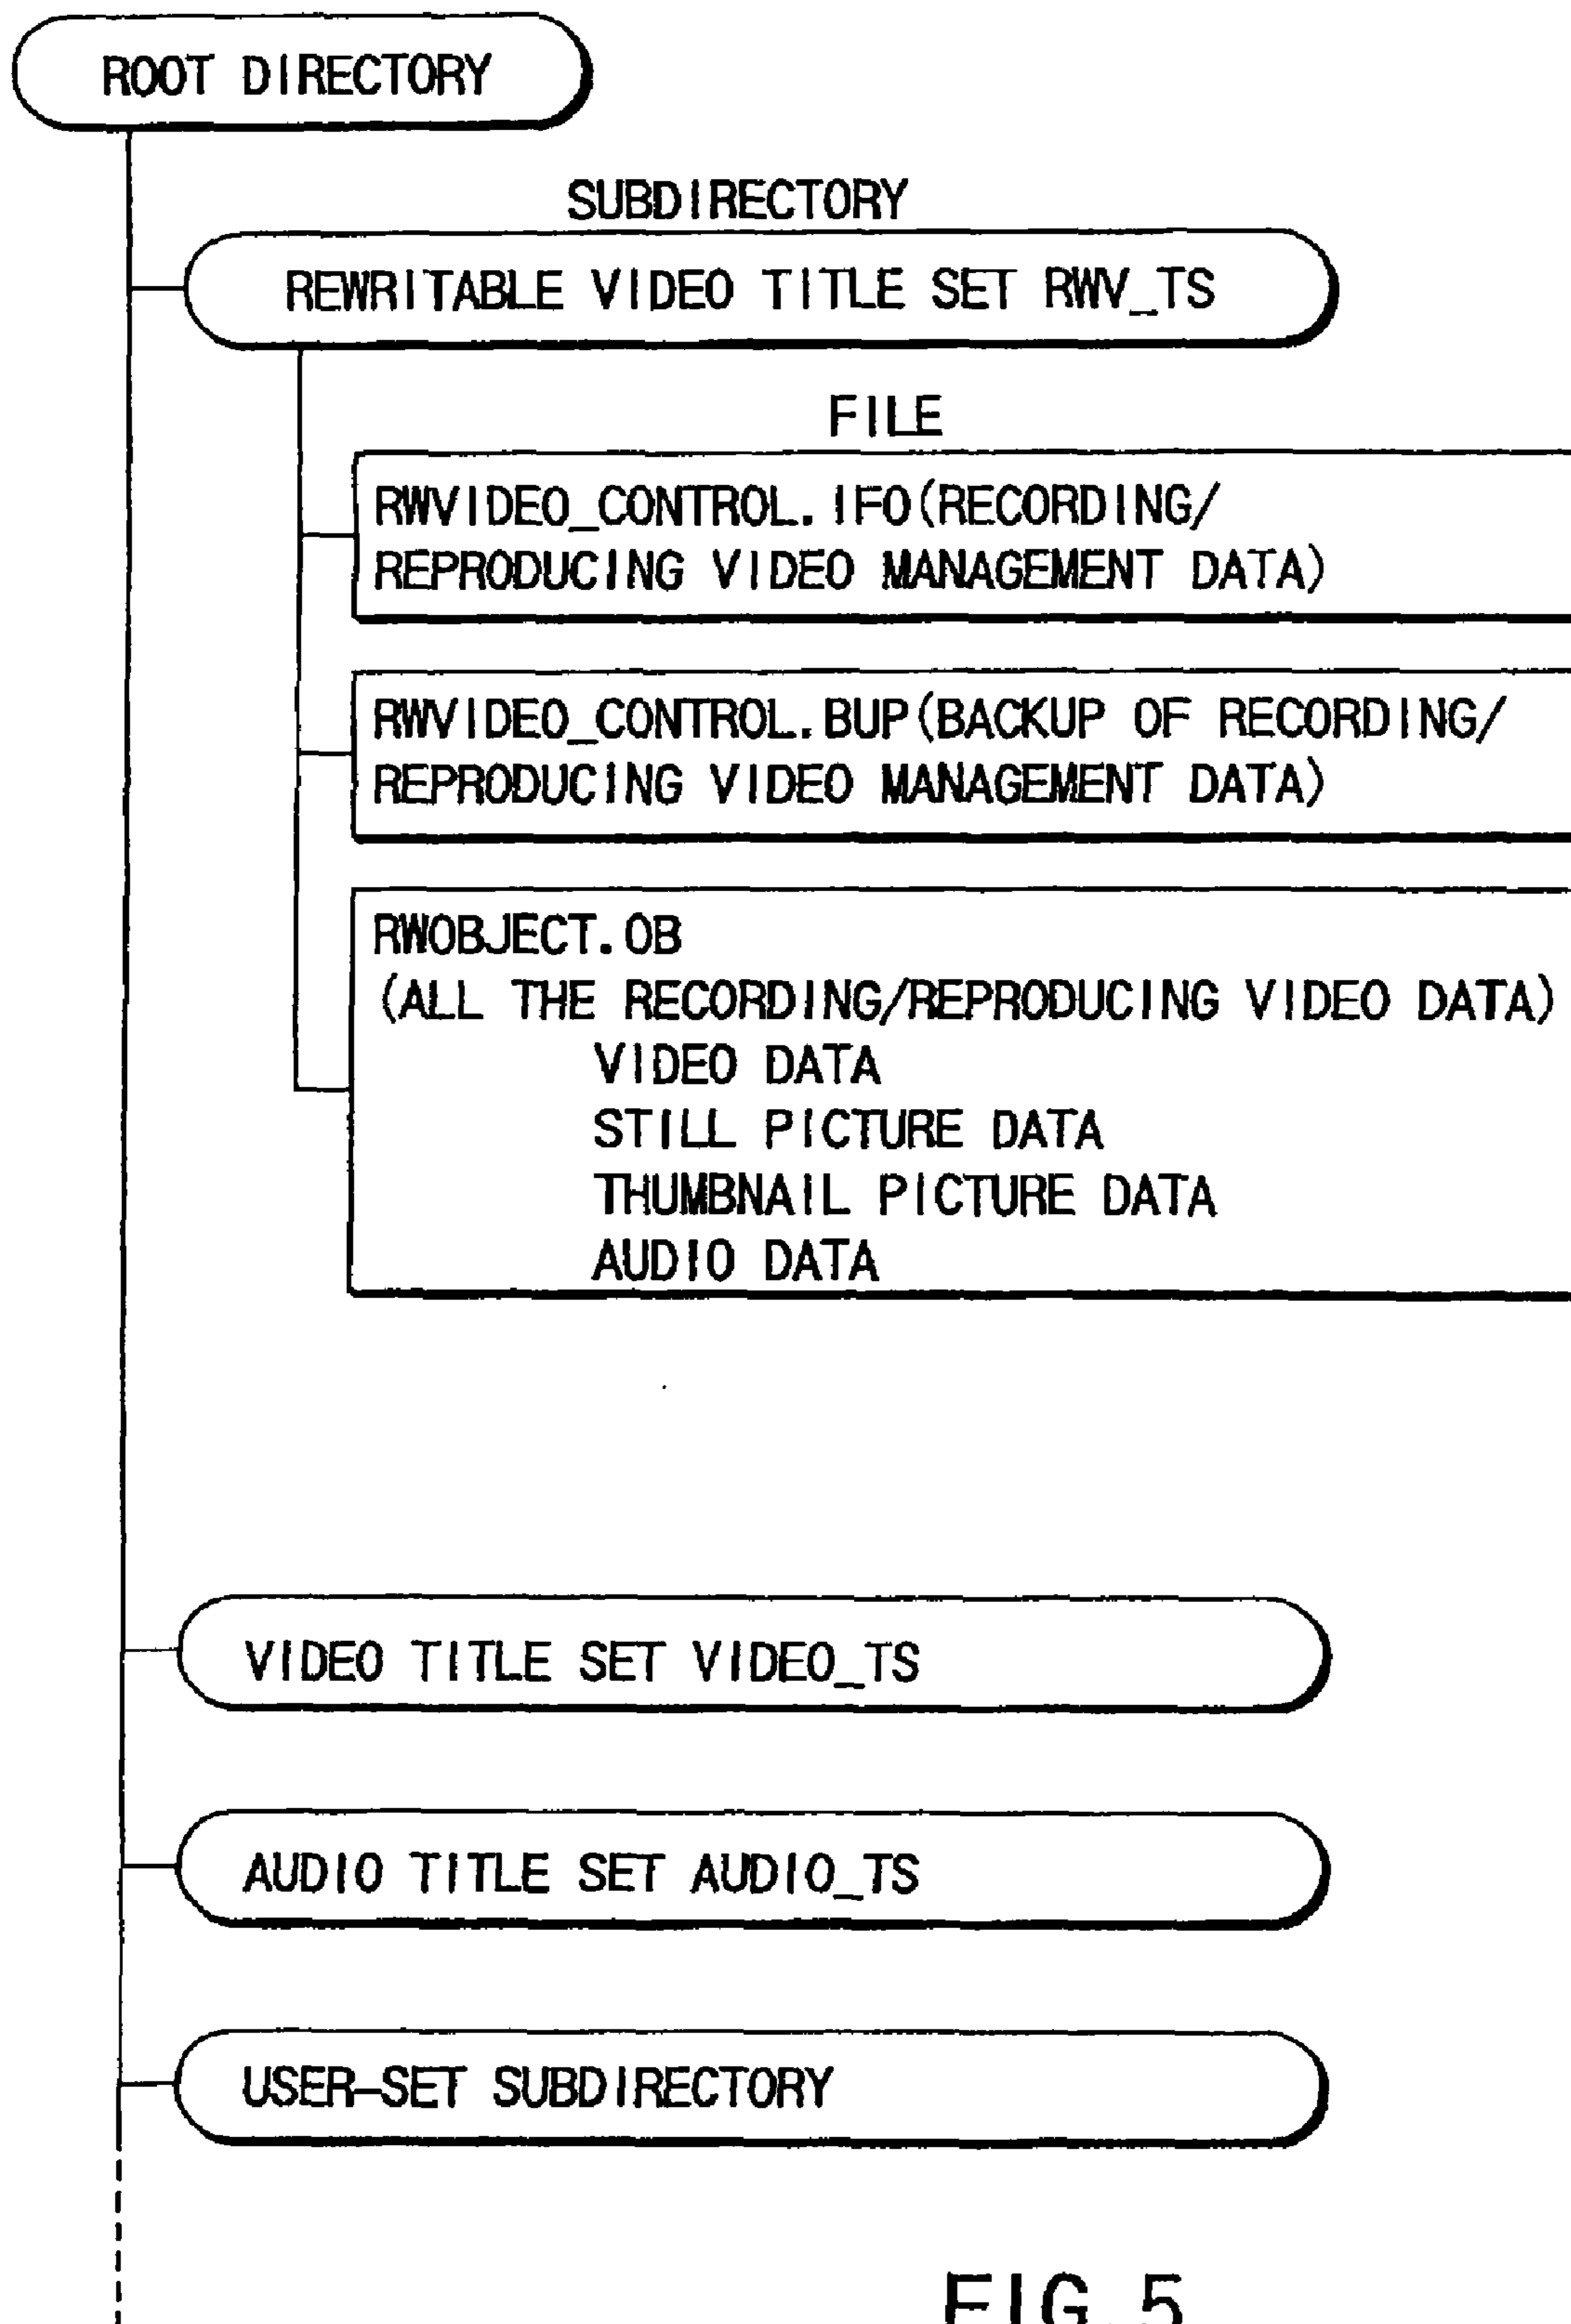 ROOT DIRECTORY
SUBDIRECTORY
REWRITABLE VIDEO TITLE SET RWV_TS
FILE
RWVIDEO_CONTROL.IFO(RECORDING/
REPRODUCING VIDEO MANAGEMENT DATA)
RWVIDEO_CONTROL.BUP(BACKUP OF RECORDING/
REPRODUCING VIDEO MANAGEMENT DATA)
RWOBJECT.OB
(ALL THE RECORDING/REPRODUCING VIDEO DATA)
VIDEO DATA
STILL PICTURE DATA
THUMBNAIL PICTURE DATA
AUDIO DATA
VIDEO TITLE SET VIDEO_TS
AUDIO TITLE SET AUDIO_TS
USER-SET SUBDIRECTORY
FIG.5